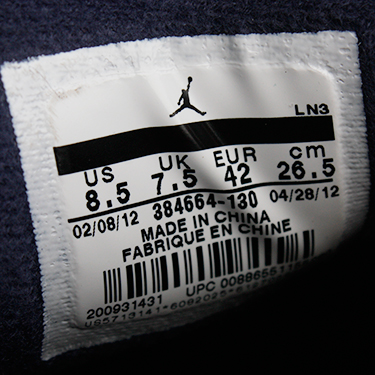 LN3
US UK EUR cm
8.5 7.5 42 26.5
02/08/12 384664-130 04/28/12
MADE IN CHINA
FABRIQUE EN CHINE
200931431 UPC